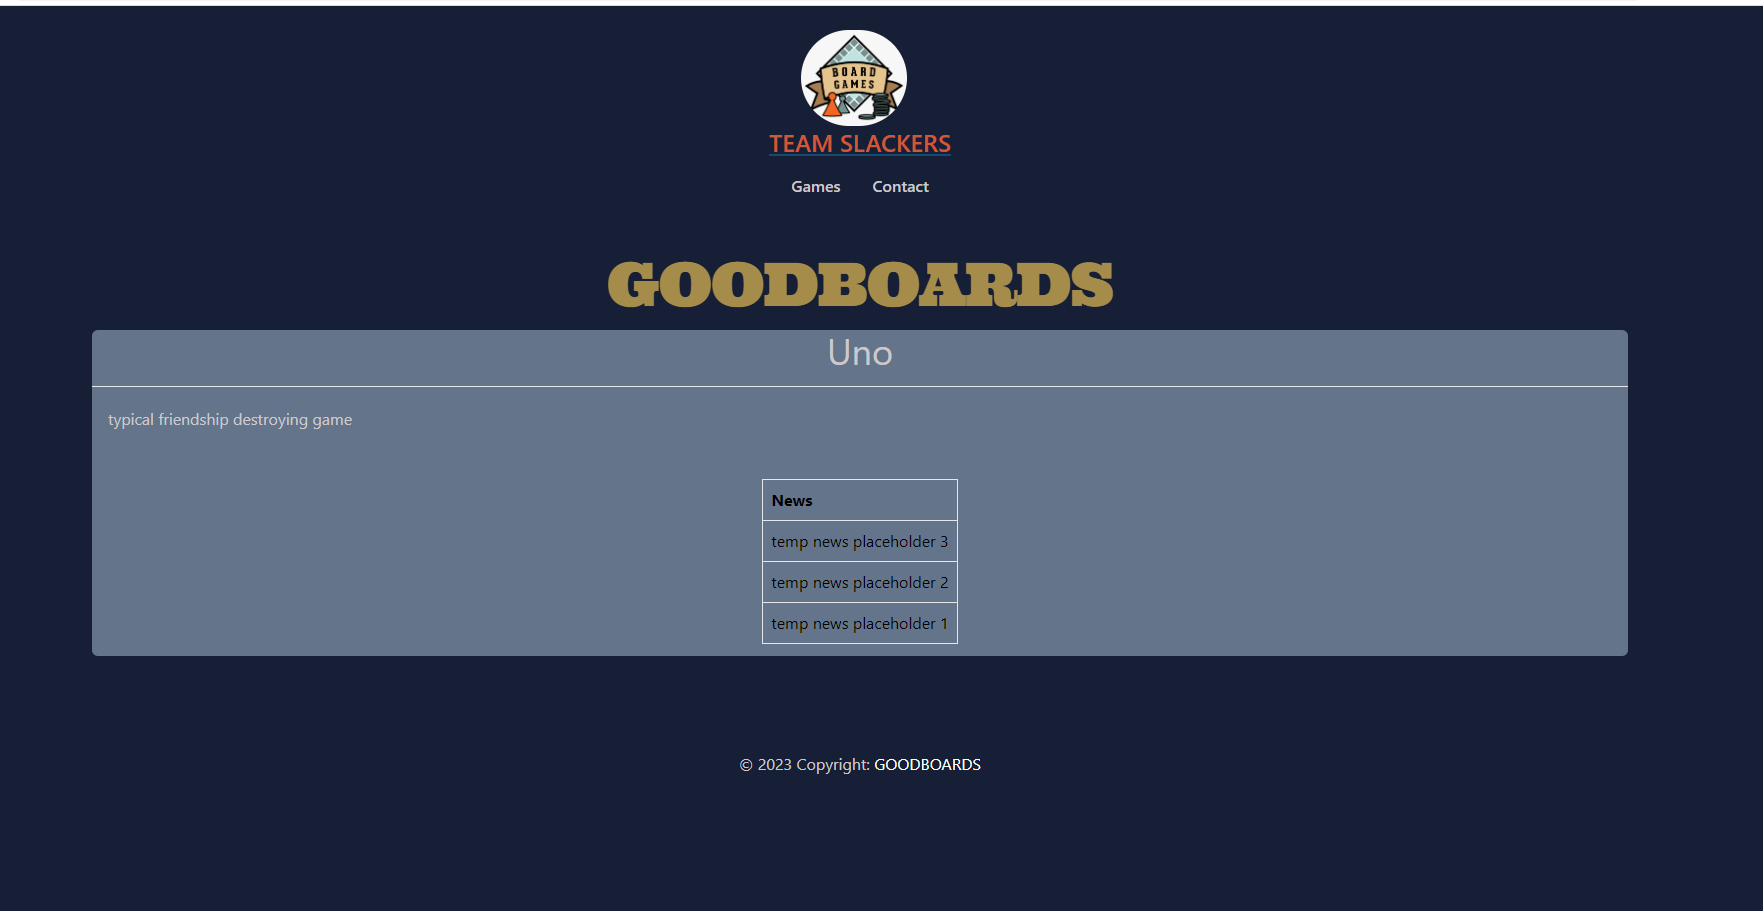 BOARD
GAMES
TEAM SLACKERS
Games Contact
GOODBOARDS
Uno
typical friendship destroying game
News
temp news placeholder 3
temp news placeholder 2
temp news placeholder 1
© 2023 Copyright: GOODBOARDS